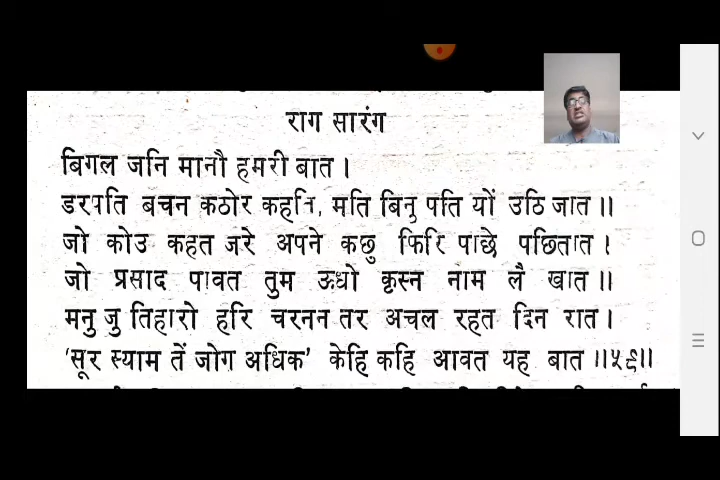 राग सारंग
बिगल जनि मानौ हमरी बात ।
डरपति बचन कठोर कहति, मति बिनु पति यों उठि जात ।।
जो कोउ कहत जरे अपने कछु फिरि पाछे पछितात ।
जो प्रसाद पावत तुम ऊधो कृस्न नाम लै खात ।।
मनु जु तिहारो हरि चरनन तर अचल रहत दिन रात ।
'सूर स्याम तें जोग अधिक' केहि कहि आवत यह बात ।।५९।।